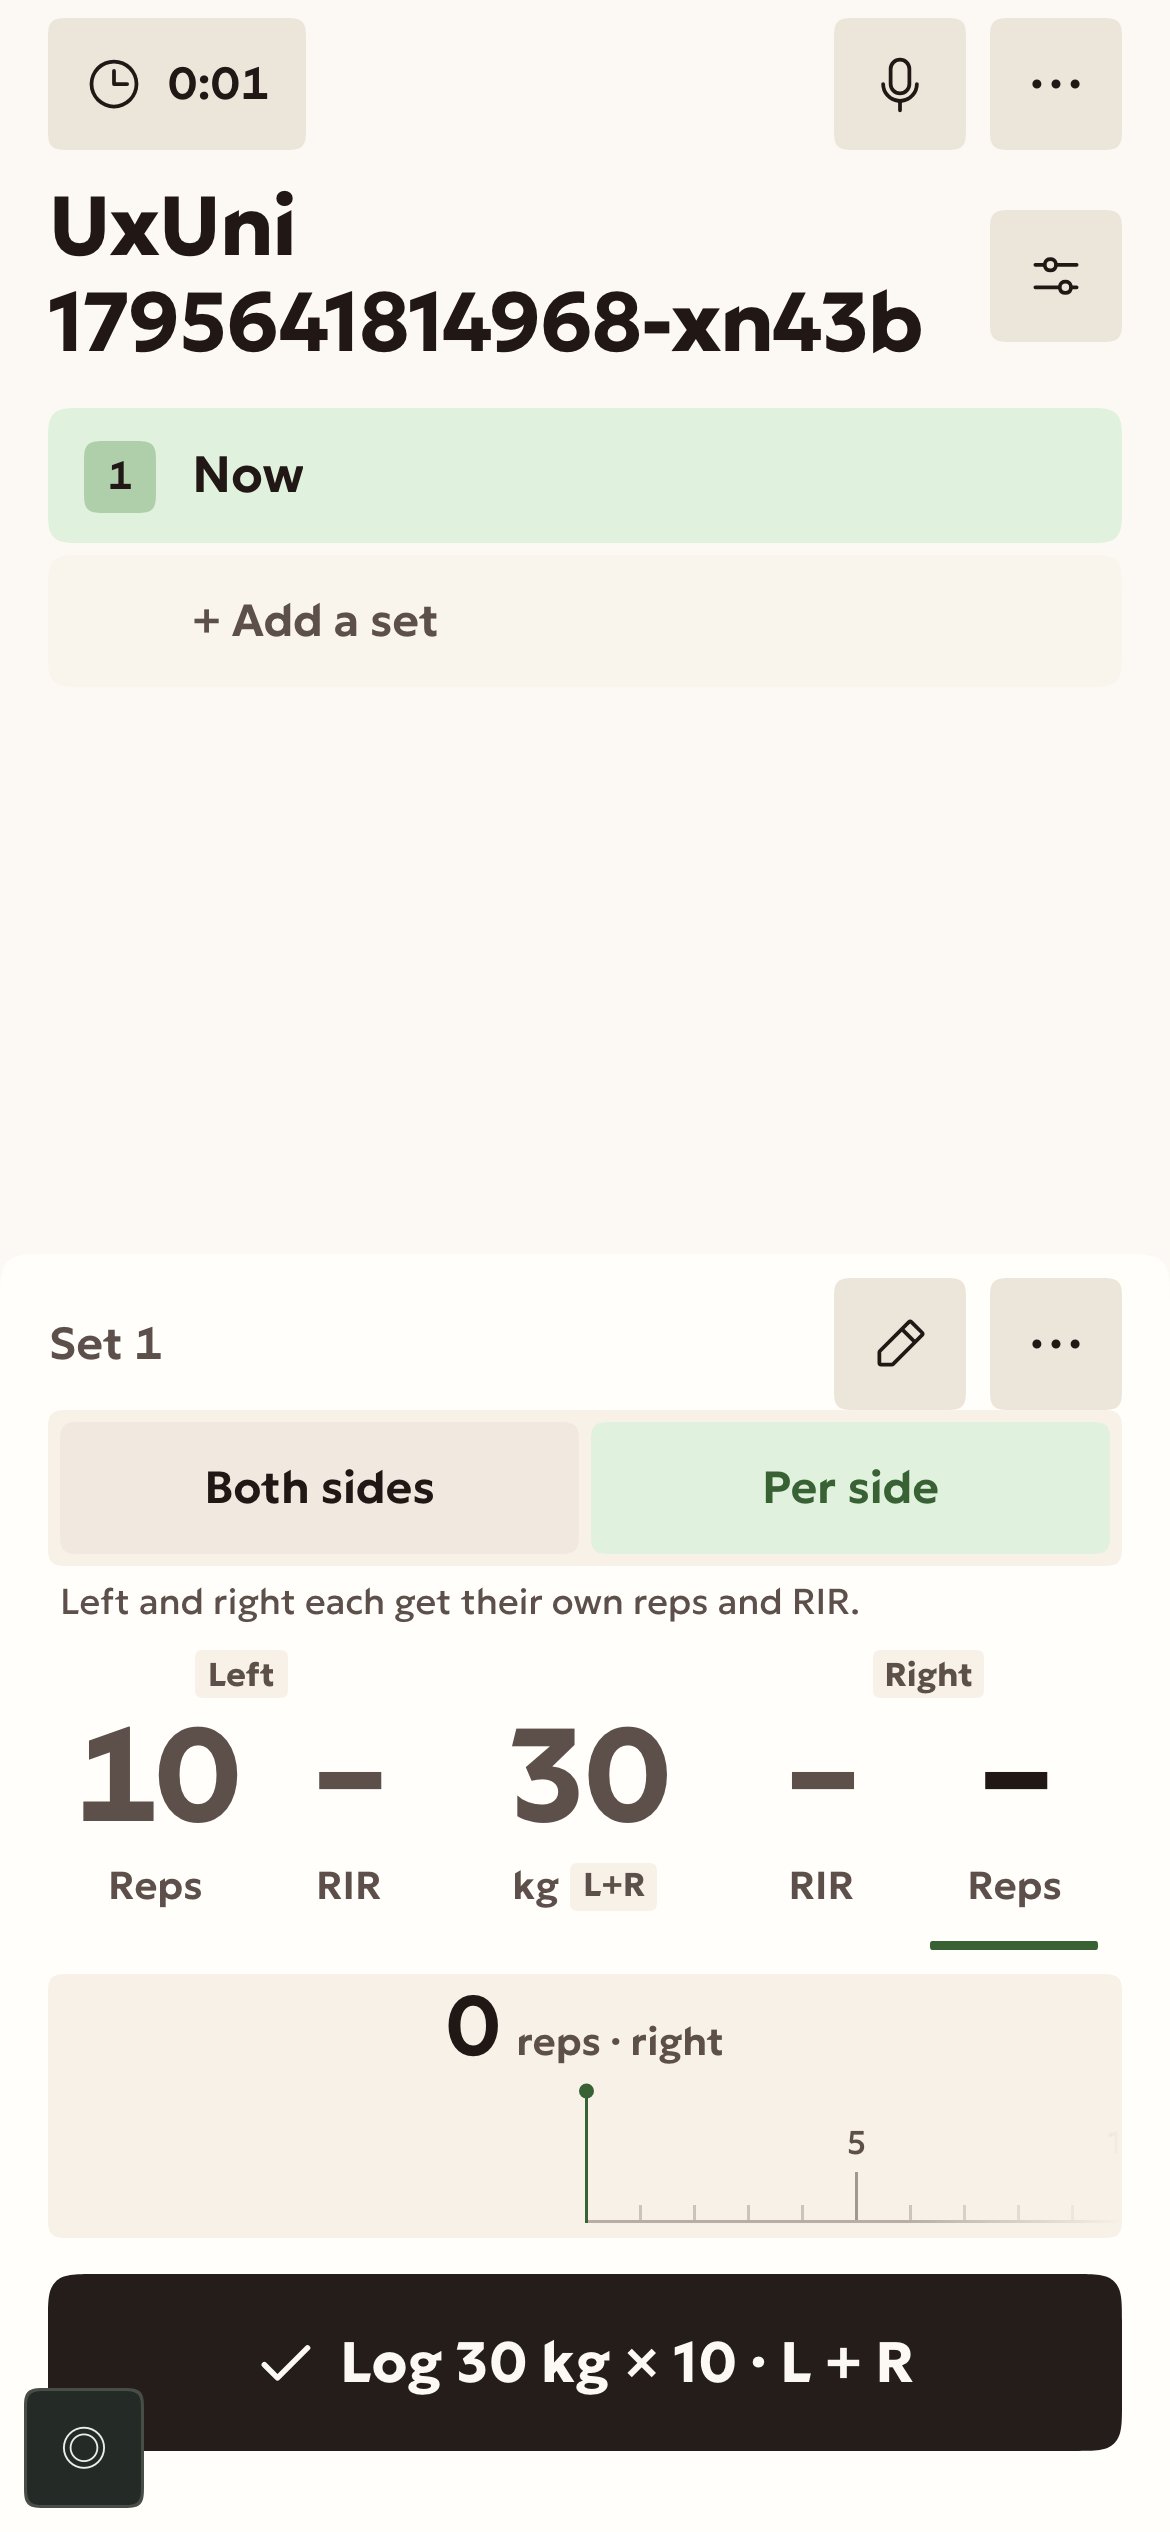 0:01
UxUni
1795641814968-xn43b
1 Now
+ Add a set
Set 1
Both sides Per side
Left and right each get their own reps and RIR.
Left Right
10 – 30 – –
Reps RIR kg L+R RIR Reps
0 reps · right
5
Log 30 kg × 10 · L + R